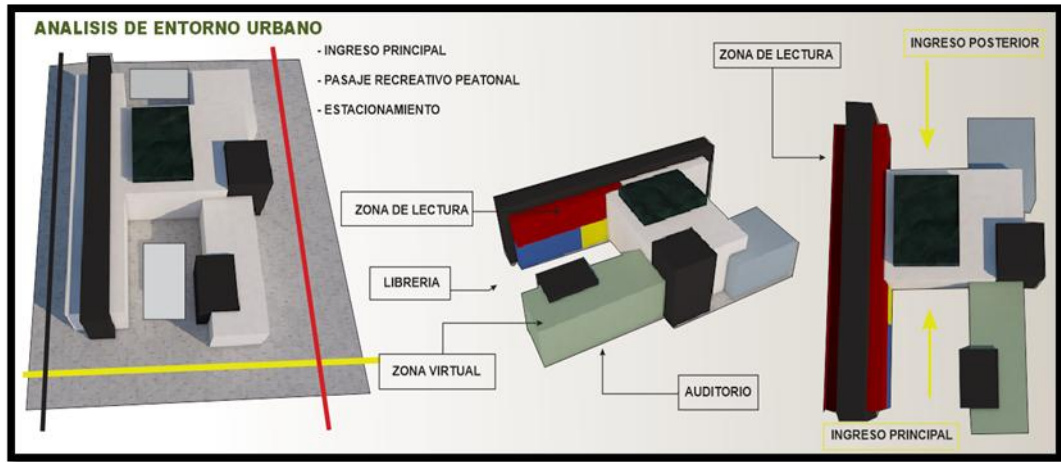 ANALISIS DE ENTORNO URBANO
- INGRESO PRINCIPAL
- PASAJE RECREATIVO PEATONAL
- ESTACIONAMIENTO
ZONA DE LECTURA
LIBRERIA
ZONA VIRTUAL
AUDITORIO
ZONA DE LECTURA
INGRESO POSTERIOR
INGRESO PRINCIPAL